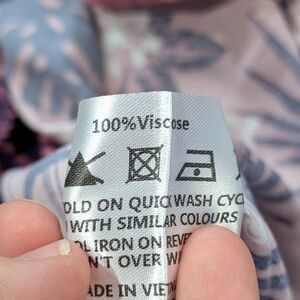 100% Viscose
OLD ON QUICK WASH CYC
WITH SIMILAR COLOURS
OL IRON ON REVE
N'T OVER W
ADE IN VIET